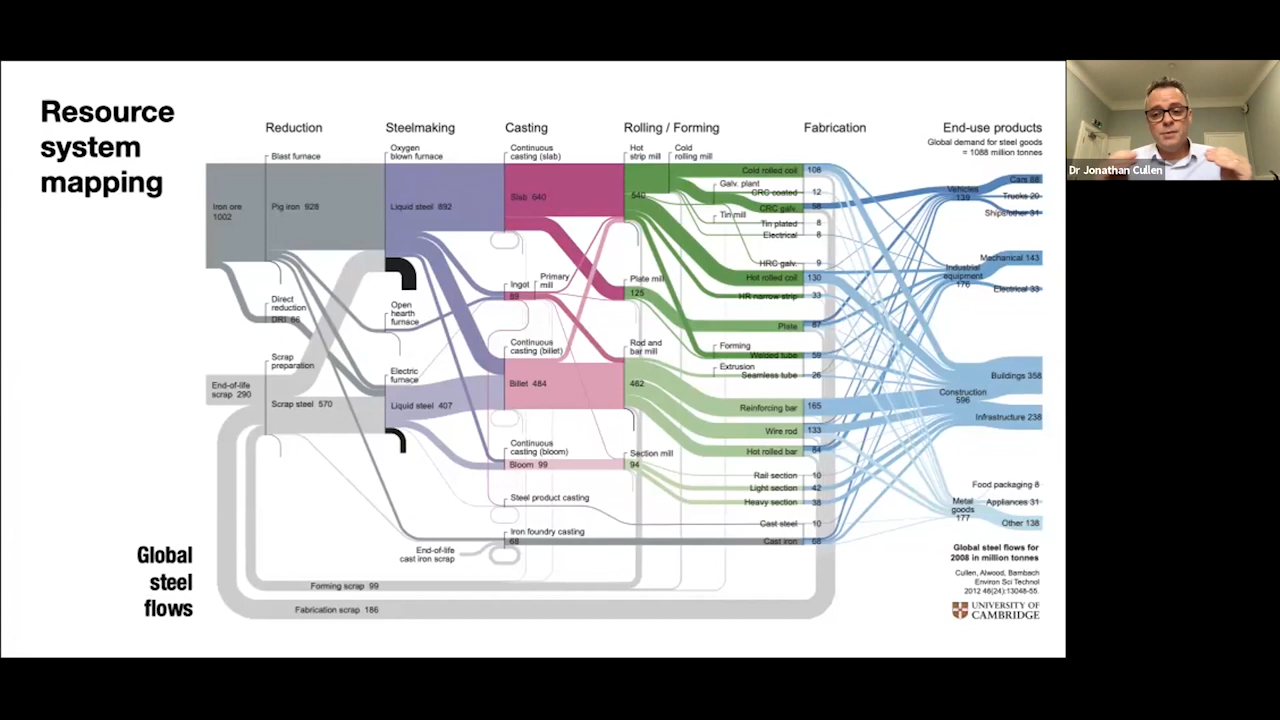 Resource
system
mapping
Global
steel
flows
Reduction
Steelmaking
Casting
Rolling / Forming
Fabrication
End-use products
Global demand for steel goods
= 1088 million tonnes
Blast furnace
Oxygen
blown furnace
Continuous
casting (slab)
Hot
strip mill
Cold
rolling mill
Iron ore
1002
Pig iron 928
Liquid steel 892
Slab 640
540
Direct
reduction
DRI 66
Open
hearth
furnace
Ingot
Primary
mill
Plate mill
125
Scrap
preparation
End-of-life
scrap 290
Scrap steel 570
Electric
furnace
Liquid steel 407
Continuous
casting (billet)
Billet 484
Rod and
bar mill
462
Continuous
casting (bloom)
Bloom 99
Section mill
94
Steel product casting
Iron foundry casting
68
End-of-life
cast iron scrap
Forming scrap 99
Fabrication scrap 186
Galv. plant
Tin mill
Forming
Extrusion
Cold rolled coil 108
CRC coated 12
CRC galv. 58
Tin plated 8
Electrical 8
HRC galv. 9
Hot rolled coil 130
HR narrow strip 33
Plate 87
Welded tube 59
Seamless tube 26
Reinforcing bar 165
Wire rod 133
Hot rolled bar 84
Rail section 10
Light section 42
Heavy section 38
Cast steel 10
Cast iron 68
Vehicles
139
Cars 88
Trucks 20
Ships/other 31
Industrial
equipment
176
Mechanical 143
Electrical 33
Construction
596
Buildings 358
Infrastructure 238
Metal
goods
177
Food packaging 8
Appliances 31
Other 138
Global steel flows for
2008 in million tonnes
Cullen, Alwood, Bambach
Environ Sci Technol
2012 46(24):13048-55.
UNIVERSITY OF
CAMBRIDGE
Dr Jonathan Cullen